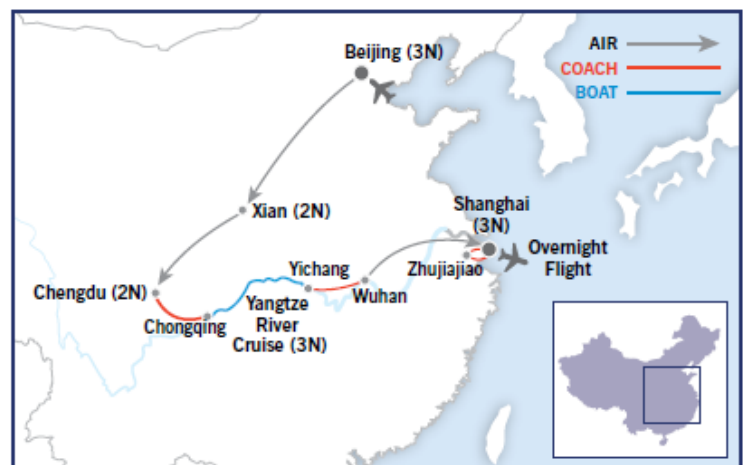 Beijing (3N)
AIR
COACH
BOAT
Xian (2N)
Shanghai
(3N)
Overnight
Flight
Zhujiajiao
Yichang
Wuhan
Chengdu (2N)
Chongqing
Yangtze
River
Cruise (3N)